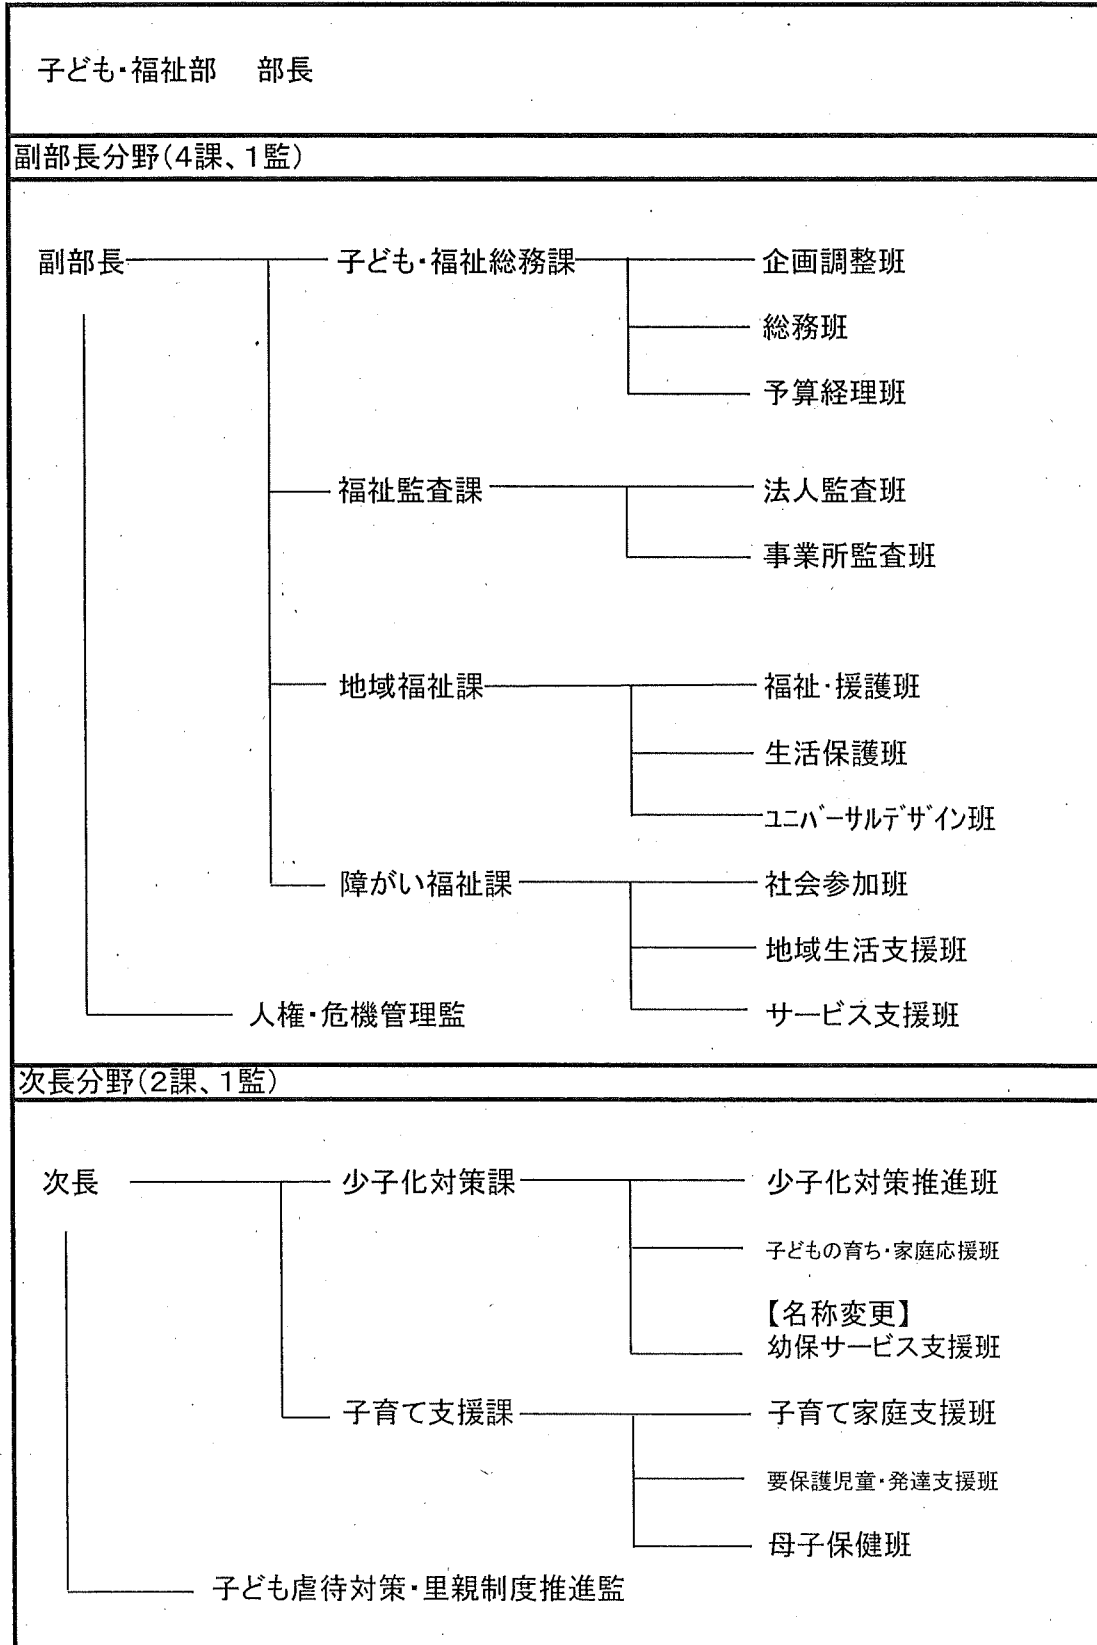 子ども・福祉部 部長
副部長分野(4課、1監)
副部長 子ども・福祉総務課 企画調整班
総務班
予算経理班
福祉監査課 法人監査班
事業所監査班
地域福祉課 福祉・援護班
生活保護班
ﾕﾆﾊﾞｰｻﾙﾃﾞｻﾞｲﾝ班
障がい福祉課 社会参加班
地域生活支援班
人権・危機管理監 サービス支援班
次長分野(2課、1監)
次長 少子化対策課 少子化対策推進班
子どもの育ち・家庭応援班
【名称変更】
幼保サービス支援班
子育て支援課 子育て家庭支援班
要保護児童・発達支援班
母子保健班
子ども虐待対策・里親制度推進監